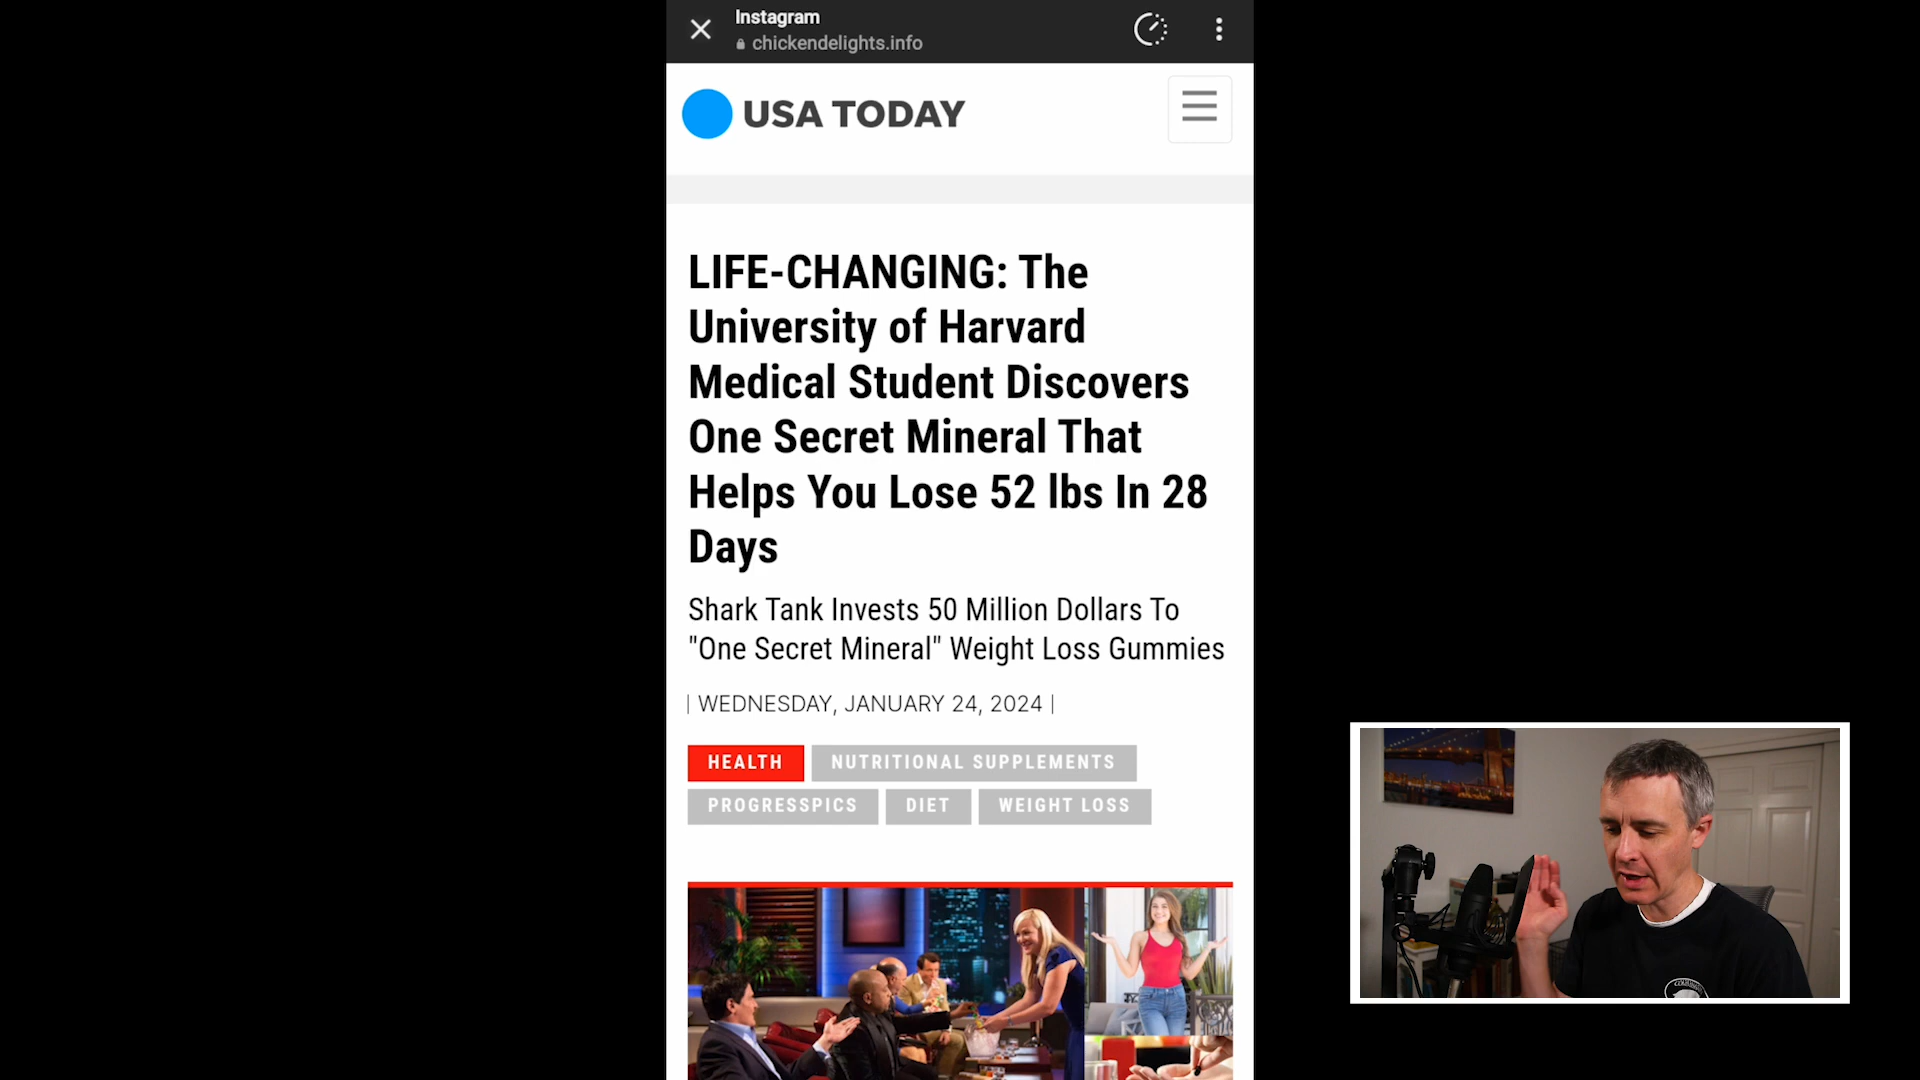 Instagram
chickendelights.info
USA TODAY
LIFE-CHANGING: The
University of Harvard
Medical Student Discovers
One Secret Mineral That
Helps You Lose 52 lbs In 28
Days
Shark Tank Invests 50 Million Dollars To
"One Secret Mineral" Weight Loss Gummies
| WEDNESDAY, JANUARY 24, 2024 |
HEALTH
NUTRITIONAL SUPPLEMENTS
PROGRESSPICS
DIET
WEIGHT LOSS